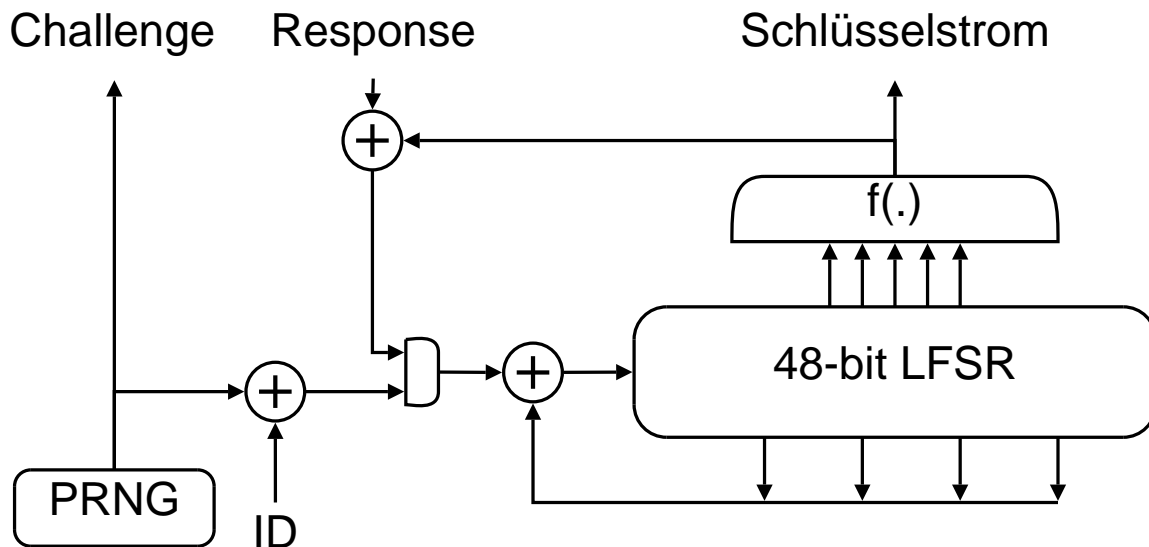 Challenge
Response
Schlüsselstrom
f(.)
48-bit LFSR
PRNG
ID